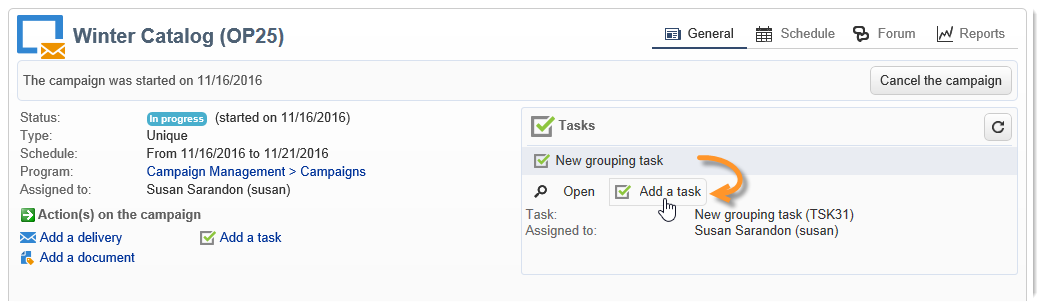 Winter Catalog (OP25)
General
Schedule
Forum
Reports
The campaign was started on 11/16/2016
Cancel the campaign
Status: In progress (started on 11/16/2016)
Type: Unique
Schedule: From 11/16/2016 to 11/21/2016
Program: Campaign Management > Campaigns
Assigned to: Susan Sarandon (susan)
Action(s) on the campaign
Add a delivery
Add a task
Add a document
Tasks
New grouping task
Open
Add a task
Task: New grouping task (TSK31)
Assigned to: Susan Sarandon (susan)